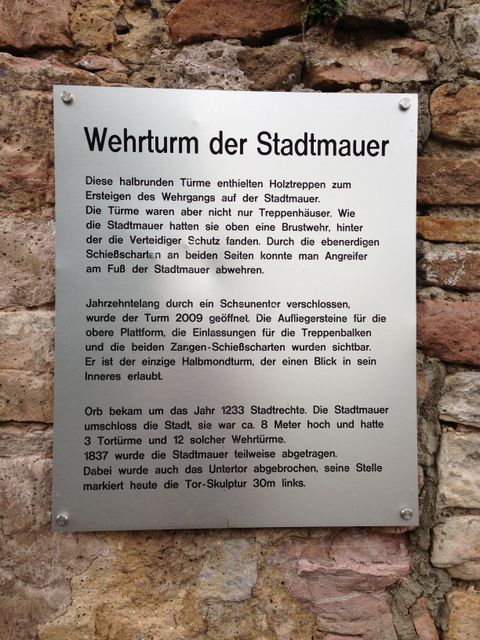 Wehrturm der Stadtmauer
Diese halbrunden Türme enthielten Holztreppen zum
Ersteigen des Wehrgangs auf der Stadtmauer.
Die Türme waren aber nicht nur Treppenhäuser. Wie
die Stadtmauer hatten sie oben eine Brustwehr, hinter
der die Verteidiger Schutz fanden. Durch die ebenerdigen
Schießscharten an beiden Seiten konnte man Angreifer
am Fuß der Stadtmauer abwehren.
Jahrzehntelang durch ein Scheunentor verschlossen,
wurde der Turm 2009 geöffnet. Die Aufliegersteine für die
obere Plattform, die Einlassungen für die Treppenbalken
und die beiden Zangen-Schießscharten wurden sichtbar.
Er ist der einzige Halbmondturm, der einen Blick in sein
Inneres erlaubt.
Orb bekam um das Jahr 1233 Stadtrechte. Die Stadtmauer
umschloss die Stadt, sie war ca. 8 Meter hoch und hatte
3 Tortürme und 12 solcher Wehrtürme.
1837 wurde die Stadtmauer teilweise abgetragen.
Dabei wurde auch das Untertor abgebrochen, seine Stelle
markiert heute die Tor-Skulptur 30m links.